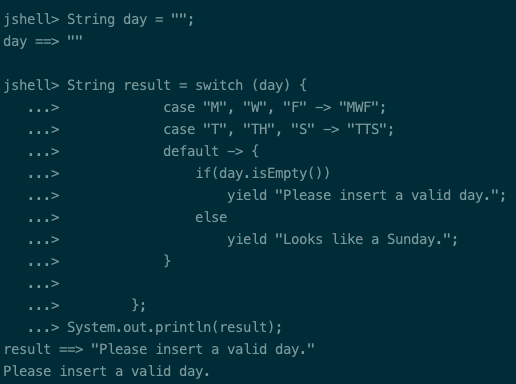 jshell> String day = "";
day ==> ""

jshell> String result = switch (day) {
   ...>             case "M", "W", "F" -> "MWF";
   ...>             case "T", "TH", "S" -> "TTS";
   ...>             default -> {
   ...>                 if(day.isEmpty())
   ...>                     yield "Please insert a valid day.";
   ...>                 else
   ...>                     yield "Looks like a Sunday.";
   ...>             }
   ...>
   ...>         };
   ...> System.out.println(result);
result ==> "Please insert a valid day."
Please insert a valid day.